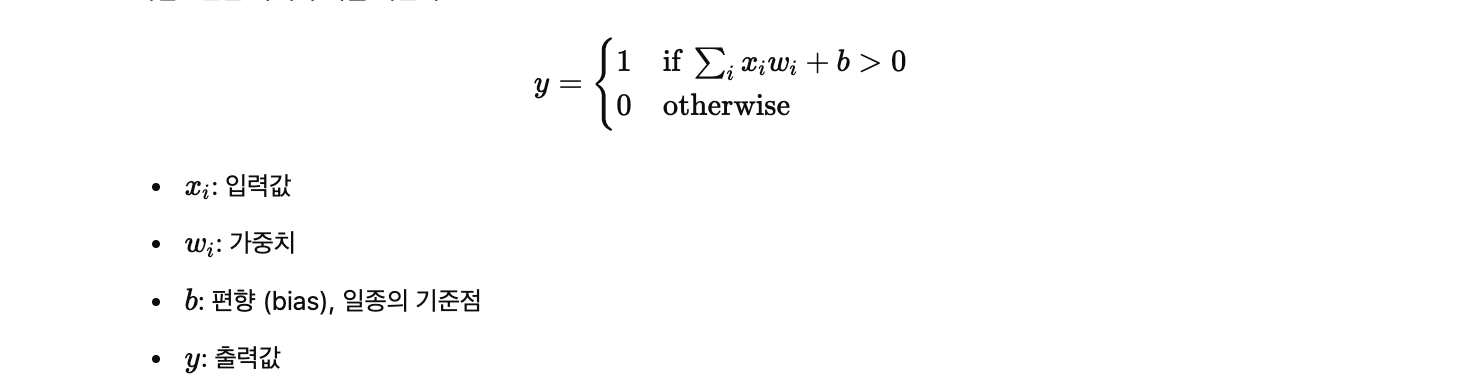 y = { 1 if ∑_i x_i w_i + b > 0
0 otherwise
• x_i: 입력값
• w_i: 가중치
• b: 편향 (bias), 일종의 기준점
• y: 출력값